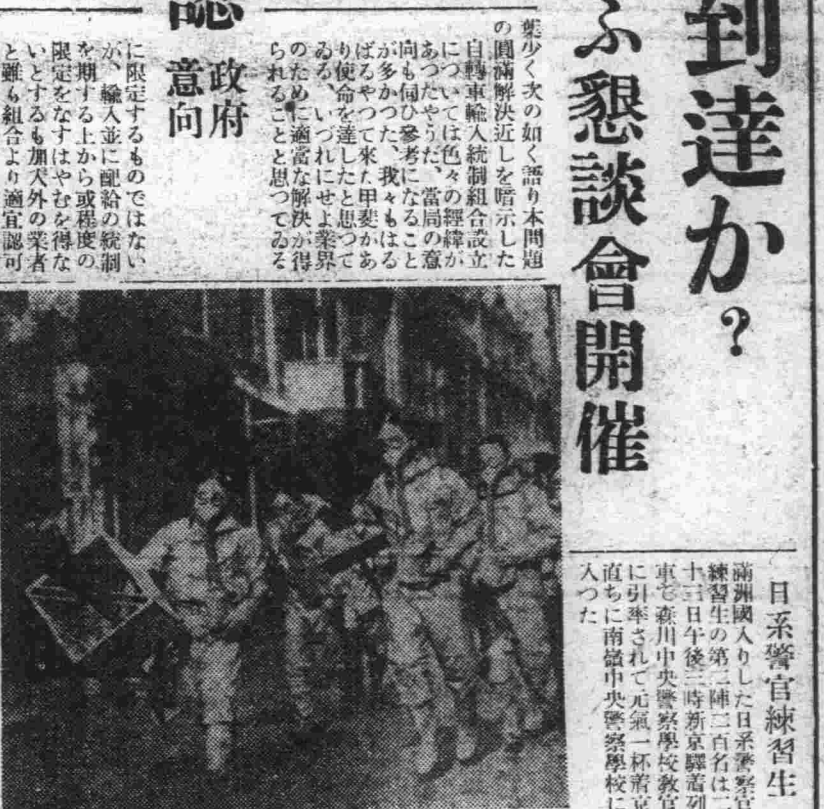 到達か?
ふ懇談會開催
葉少く次の如く語り本問題
の圓滿解決近しを暗示した
自轉車輸入統制組合設立
については色々の經緯が
あつたやうだ、當局の意
向も伺ひ參考になること
が多かつた、我々もはる
ばるやつて來た甲斐があ
り使命を達したと思つて
ゐる、いづれにせよ業界
のために適當な解決が得
られることと思つてゐる
認
政府
意向
に限定するものではない
が、輸入並に配給の統制
を期する上から或程度の
限定をなすはやむを得な
いとするも加入外の業者
と雖も組合より適宜認可
日系警官練習生
滿洲國入りした日系警察官
練習生の第二陣二百名は二
十三日午後三時新京驛着列
車で森川中央警察學校教官
に引率されて元氣一杯着京
直ちに南嶺中央警察學校に
入つた